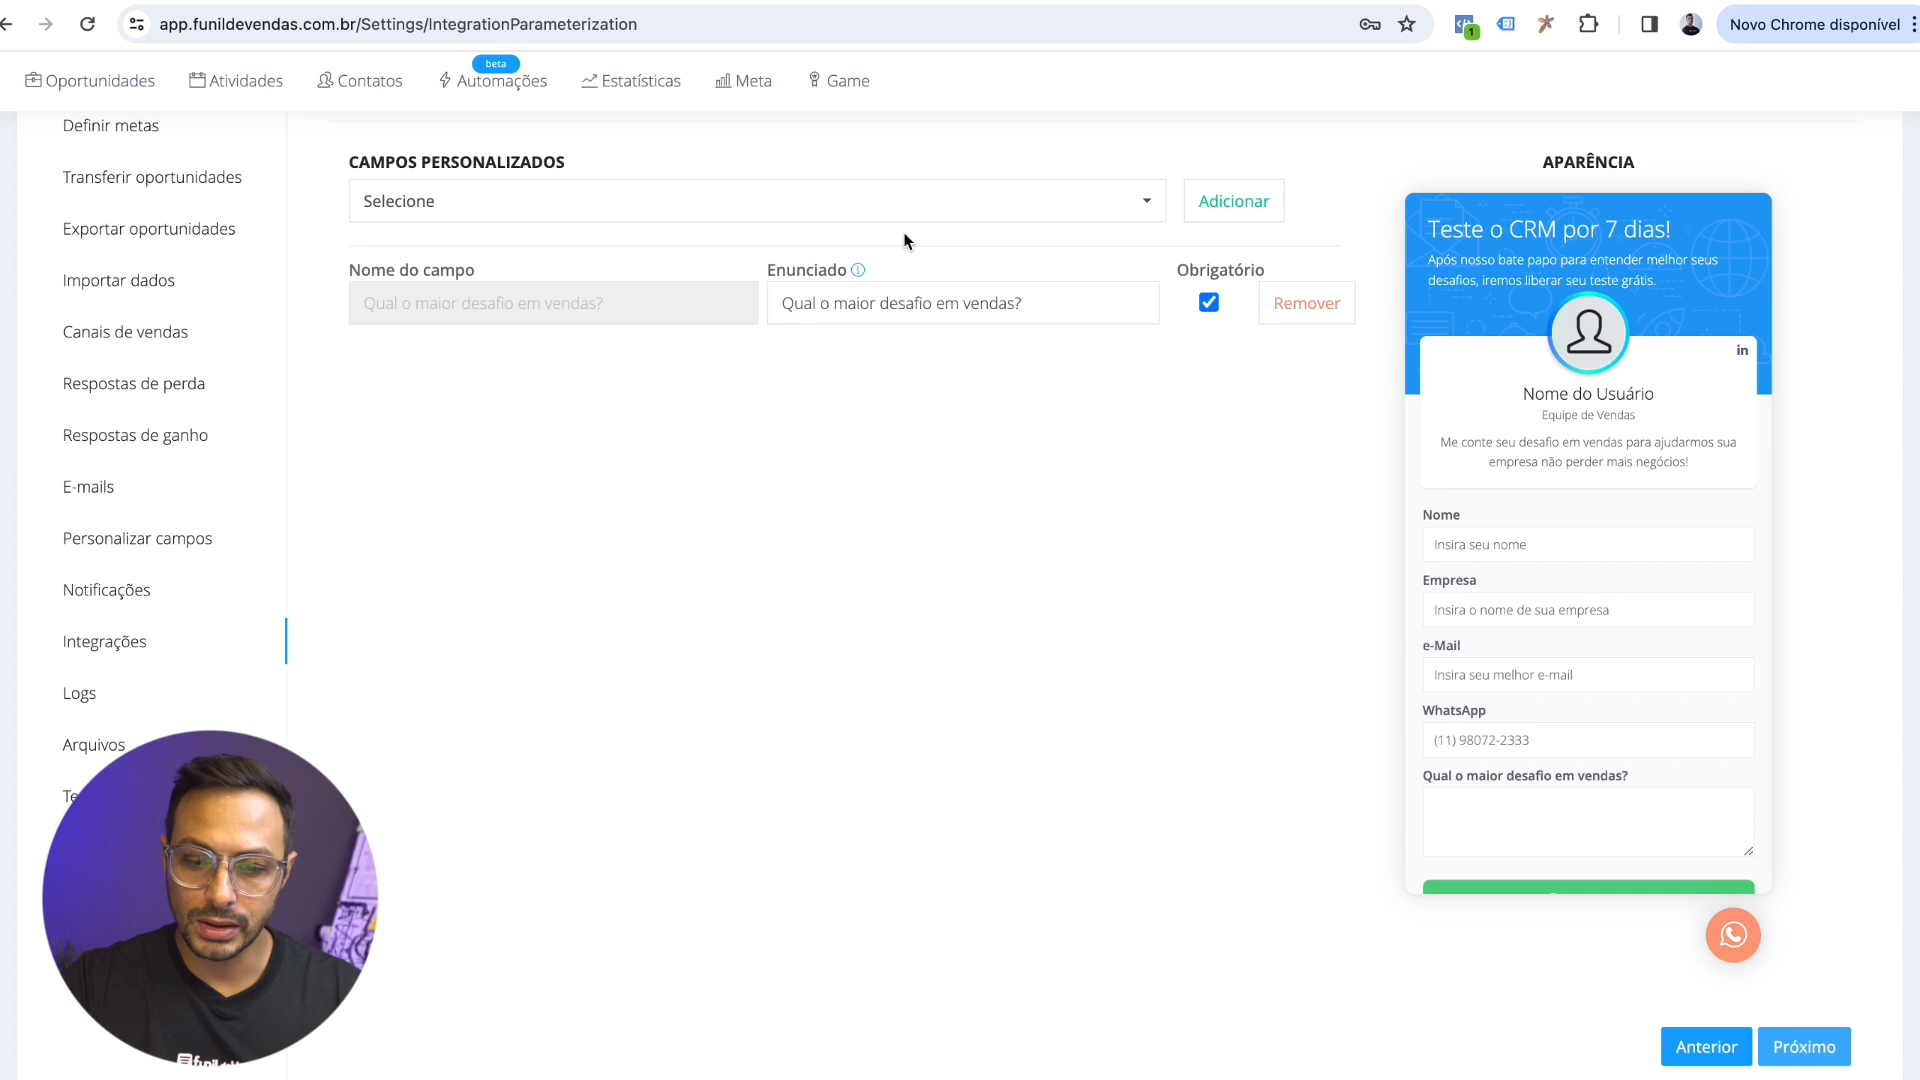 app.funildevendas.com.br/Settings/IntegrationParameterization
1
Novo Chrome disponível
Oportunidades
Atividades
Contatos
beta
Automações
Estatísticas
Meta
Game
Definir metas
Transferir oportunidades
Exportar oportunidades
Importar dados
Canais de vendas
Respostas de perda
Respostas de ganho
E-mails
Personalizar campos
Notificações
Integrações
Logs
Arquivos
CAMPOS PERSONALIZADOS
Selecione
Adicionar
Nome do campo
Enunciado
Obrigatório
Qual o maior desafio em vendas?
Qual o maior desafio em vendas?
Remover
APARÊNCIA
Teste o CRM por 7 dias!
Após nosso bate papo para entender melhor seus
desafios, iremos liberar seu teste grátis.
in
Nome do Usuário
Equipe de Vendas
Me conte seu desafio em vendas para ajudarmos sua
empresa não perder mais negócios!
Nome
Insira seu nome
Empresa
Insira o nome de sua empresa
e-Mail
Insira seu melhor e-mail
WhatsApp
(11) 98072-2333
Qual o maior desafio em vendas?
Anterior
Próximo